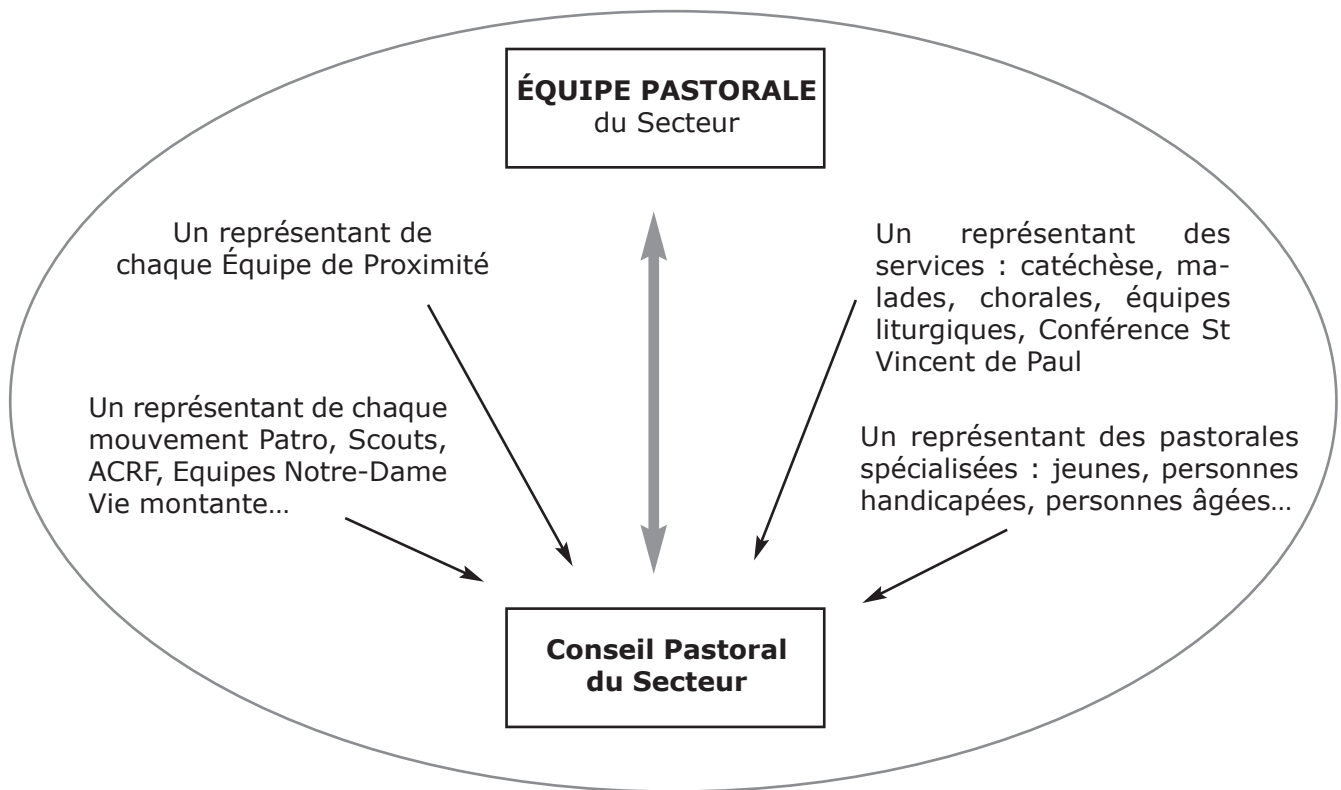 ÉQUIPE PASTORALE
du Secteur
Un représentant de
chaque Équipe de Proximité
Un représentant des
services : catéchèse, ma-
lades, chorales, équipes
liturgiques, Conférence St
Vincent de Paul
Un représentant de chaque
mouvement Patro, Scouts,
ACRF, Equipes Notre-Dame
Vie montante…
Un représentant des pastorales
spécialisées : jeunes, personnes
handicapées, personnes âgées…
Conseil Pastoral
du Secteur